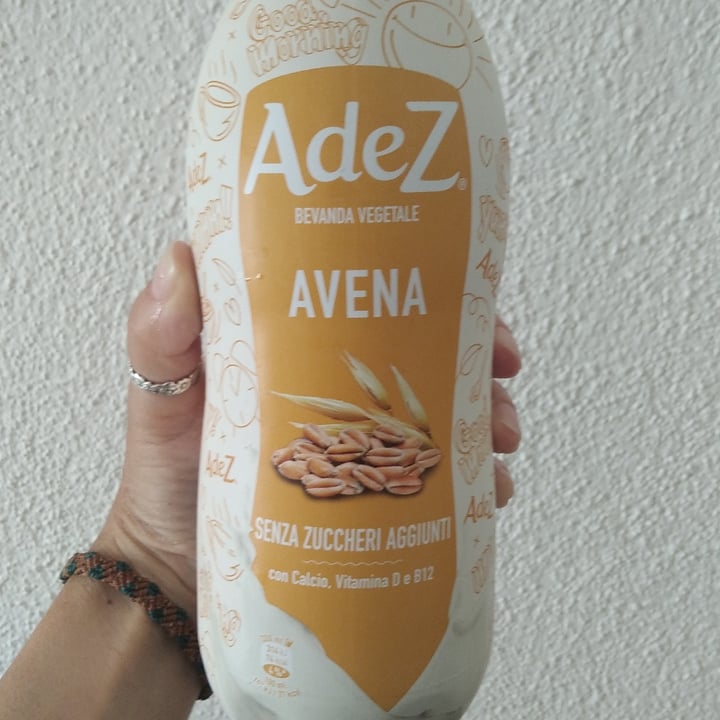 Good
Morning
AdeZ®
BEVANDA VEGETALE
AdeZ
AVENA
AdeZ
AdeZ
SENZA ZUCCHERI AGGIUNTI
con Calcio, Vitamina D e B12